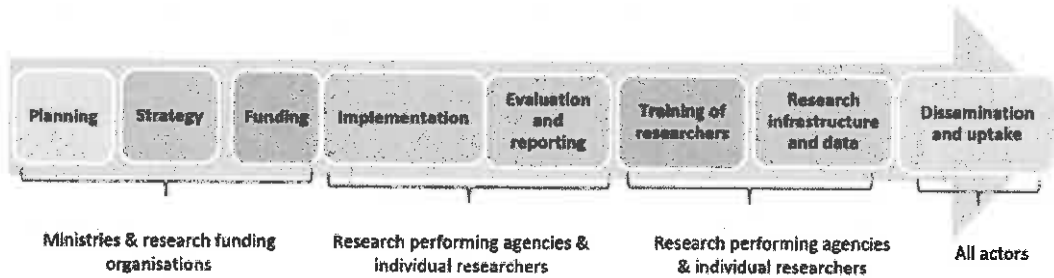 Planning
Strategy
Funding
Implementation
Evaluation
and
reporting
Training of
researchers
Research
infrastructure
and data
Dissemination
and uptake
Ministries & research funding
organisations
Research performing agencies &
individual researchers
Research performing agencies
& individual researchers
All actors